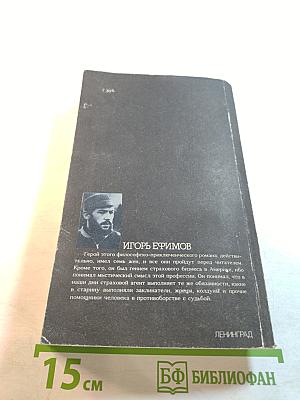 ИГОРЬ ЕФИМОВ
Герой этого философско-приключенческого романа, действи-
тельно, имел семь жен, и все они пройдут перед читателем.
Кроме того, он был гением страхового бизнеса в Америке, ибо
понимал мистический смысл этой профессии. Он понимал, что в
наши дни страховой агент выполняет те же обязанности, какие
в старину выполняли заклинатели, жрецы, колдуны и прочие
помощники человека в противоборстве с судьбой.
ЛЕНИНГРАД
15 см
БФ БИБЛИОФАН